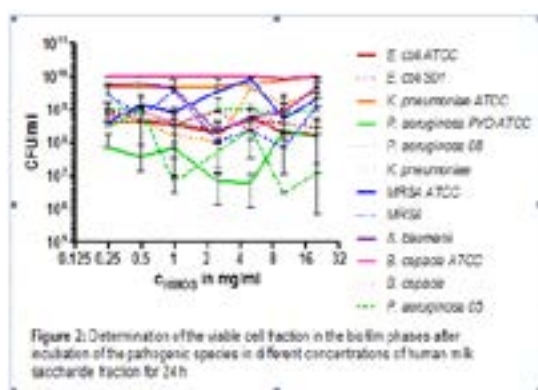 10¹¹
10¹⁰
10⁹
10⁸
10⁷
10⁶
10⁵
CFU/ml
0.125 0.25 0.5 1 2 4 8 16 32
in mg/ml
E. coli ATCC
E. coli
K. pneumoniae ATCC
P. aeruginosa PYO ATCC
P. aeruginosa
K. pneumoniae
MRSA ATCC
MRSA
B. cepacia ATCC
B. cepacia
P. aeruginosa
Figure 2: Determination of the viable cell fraction in the biofilm phases after
incubation of the pathogenic species in different concentrations of human milk
saccharide fraction for 24 h